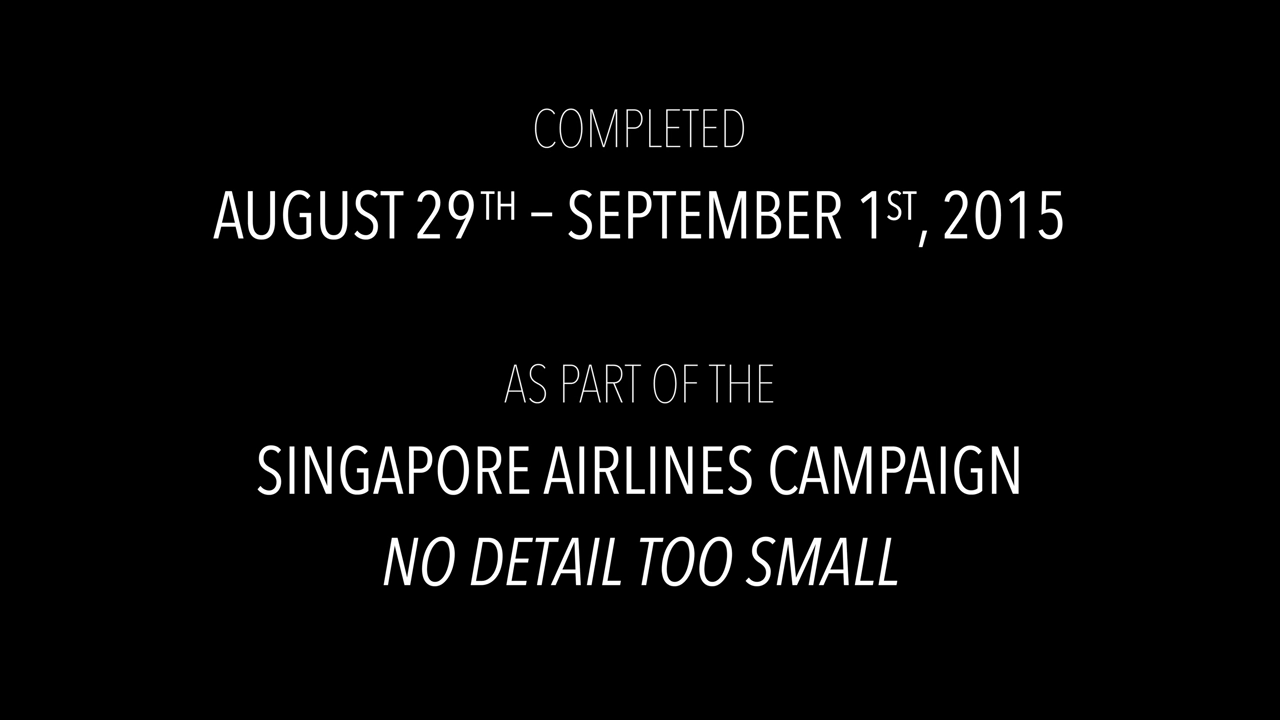 COMPLETED
AUGUST 29TH – SEPTEMBER 1ST, 2015
AS PART OF THE
SINGAPORE AIRLINES CAMPAIGN
NO DETAIL TOO SMALL